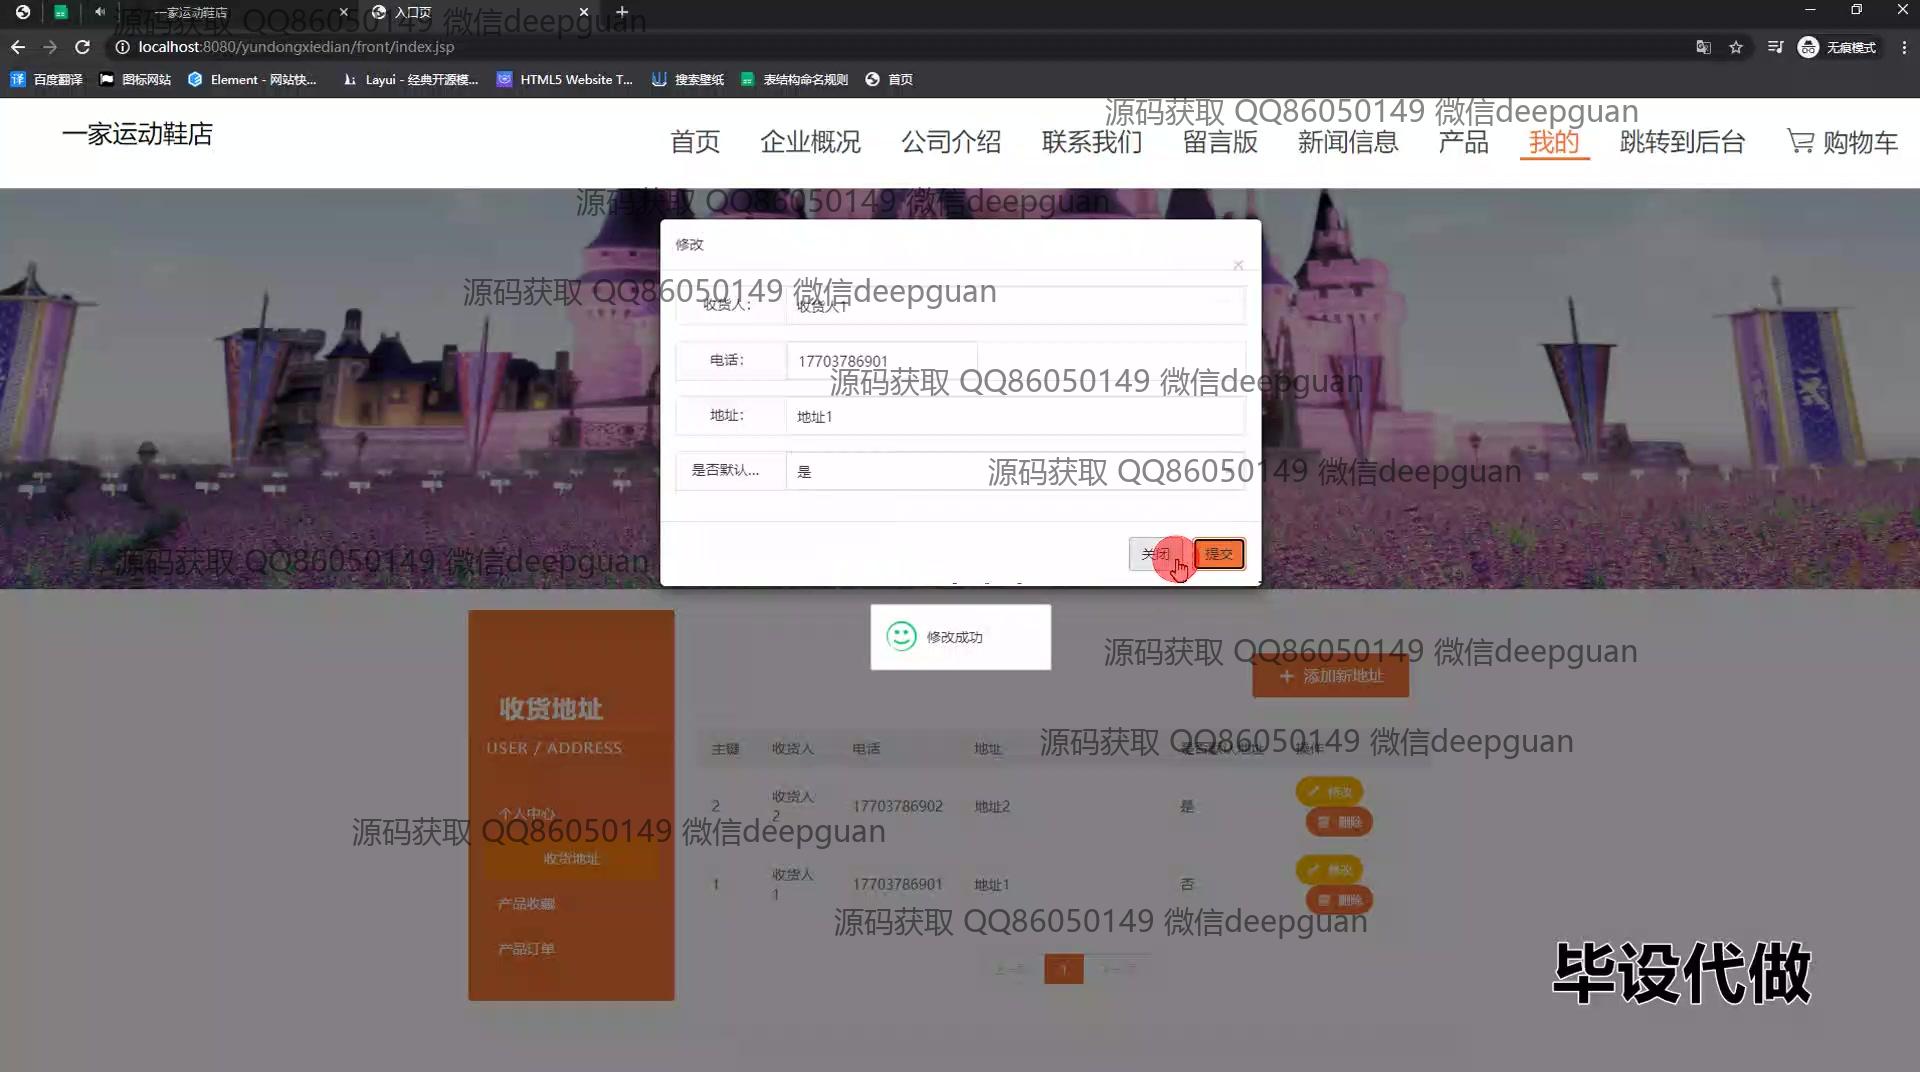 一家运动鞋店
入口页
localhost:8080/yundongxiedian/front/index.jsp
无痕模式
百度翻译
图标网站
Element - 网站快...
Layui - 经典开源模...
HTML5 Website T...
搜索壁纸
表结构命名规则
首页
源码获取 QQ86050149 微信deepguan
一家运动鞋店
首页
企业概况
公司介绍
联系我们
留言版
新闻信息
产品
我的
跳转到后台
购物车
源码获取 QQ86050149 微信deepguan
源码获取 QQ86050149 微信deepguan
修改
源码获取 QQ86050149 微信deepguan
收货人:
收货人1
电话:
17703786901
源码获取 QQ86050149 微信deepguan
地址:
地址1
是否默认...
是
源码获取 QQ86050149 微信deepguan
关闭
提交
源码获取 QQ86050149 微信deepguan
修改成功
源码获取 QQ86050149 微信deepguan
添加新地址
收货地址
USER / ADDRESS
主键
收货人
电话
地址
是否默认地址
操作
源码获取 QQ86050149 微信deepguan
2
收货人
2
17703786902
地址2
是
修改
删除
个人中心
源码获取 QQ86050149 微信deepguan
收货地址
1
收货人
1
17703786901
地址1
否
修改
删除
产品收藏
源码获取 QQ86050149 微信deepguan
产品订单
上一页
1
下一页
毕设代做